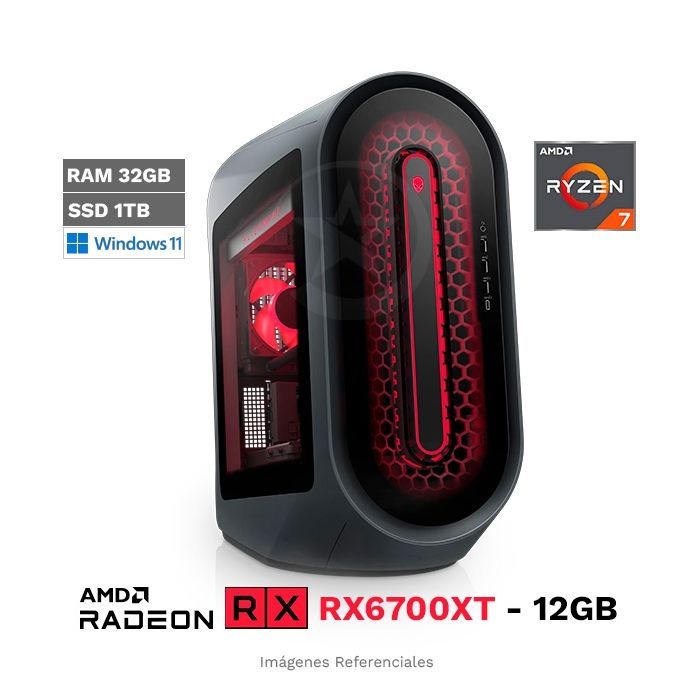 RAM 32GB
SSD 1TB
Windows 11
AMD
RYZEN
7
AMD
RADEON
RX
RX6700XT - 12GB
Imágenes Referenciales